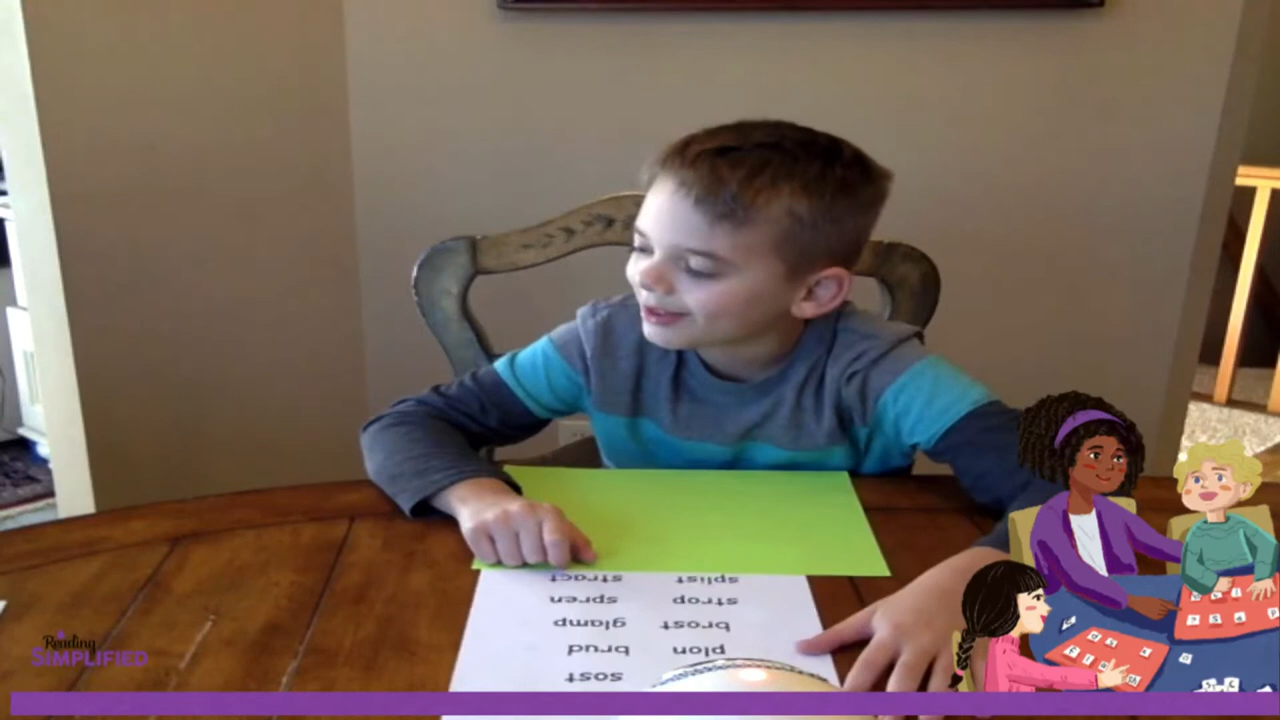 sost
plon brud
brost glamp
strop spren
splist stract
Reading
SIMPLIFIED